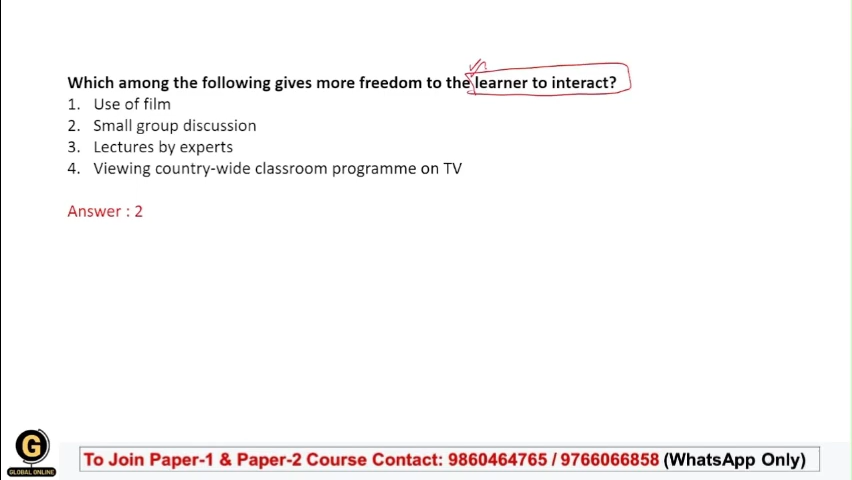 Which among the following gives more freedom to the learner to interact?
1. Use of film
2. Small group discussion
3. Lectures by experts
4. Viewing country-wide classroom programme on TV
Answer : 2
G
GLOBAL ONLINE
To Join Paper-1 & Paper-2 Course Contact: 9860464765 / 9766066858 (WhatsApp Only)